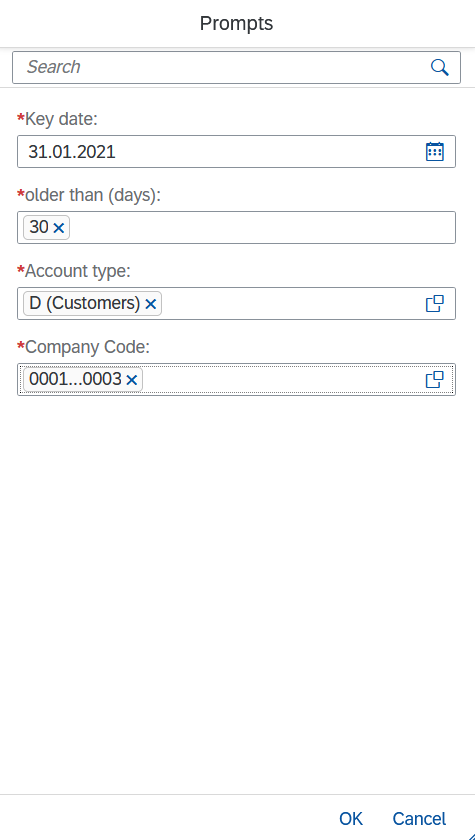 Prompts
Search
*Key date:
31.01.2021
*older than (days):
30
*Account type:
D (Customers)
*Company Code:
0001...0003
OK Cancel